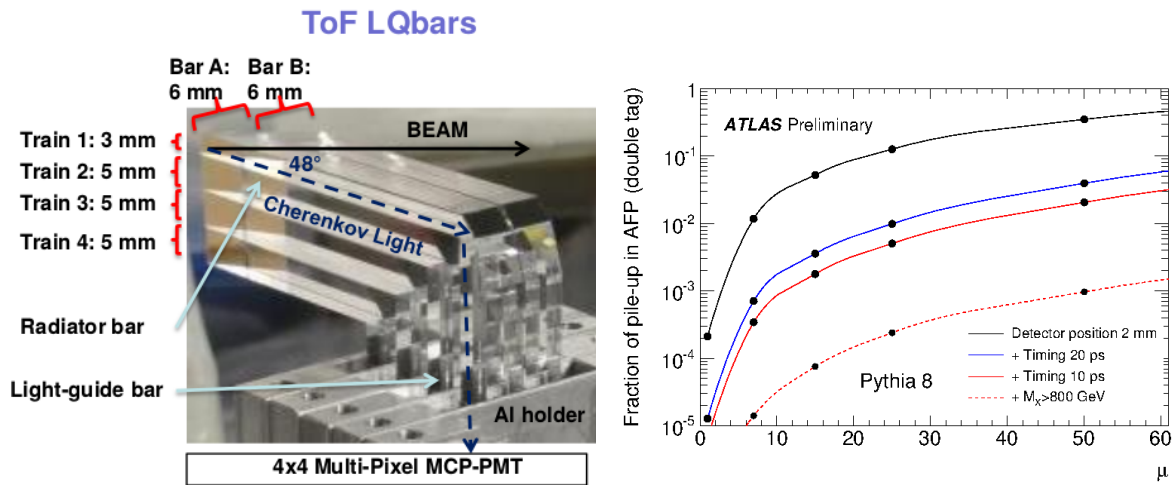 ToF LQbars
Bar A:
6 mm
Bar B:
6 mm
Train 1: 3 mm
Train 2: 5 mm
Train 3: 5 mm
Train 4: 5 mm
BEAM
48°
Cherenkov Light
Radiator bar
Light-guide bar
Al holder
4x4 Multi-Pixel MCP-PMT
Fraction of pile-up in AFP (double tag)
1
10⁻¹
10⁻²
10⁻³
10⁻⁴
10⁻⁵
ATLAS Preliminary
Detector position 2 mm
+ Timing 20 ps
+ Timing 10 ps
+ Mₓ>800 GeV
Pythia 8
0 10 20 30 40 50 60
μ